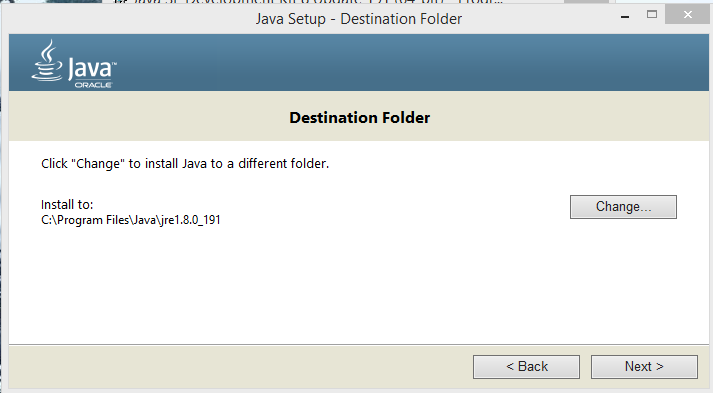 Java Setup - Destination Folder
Java™
ORACLE
Destination Folder
Click "Change" to install Java to a different folder.
Install to:
C:\Program Files\Java\jre1.8.0_191
Change...
< Back
Next >